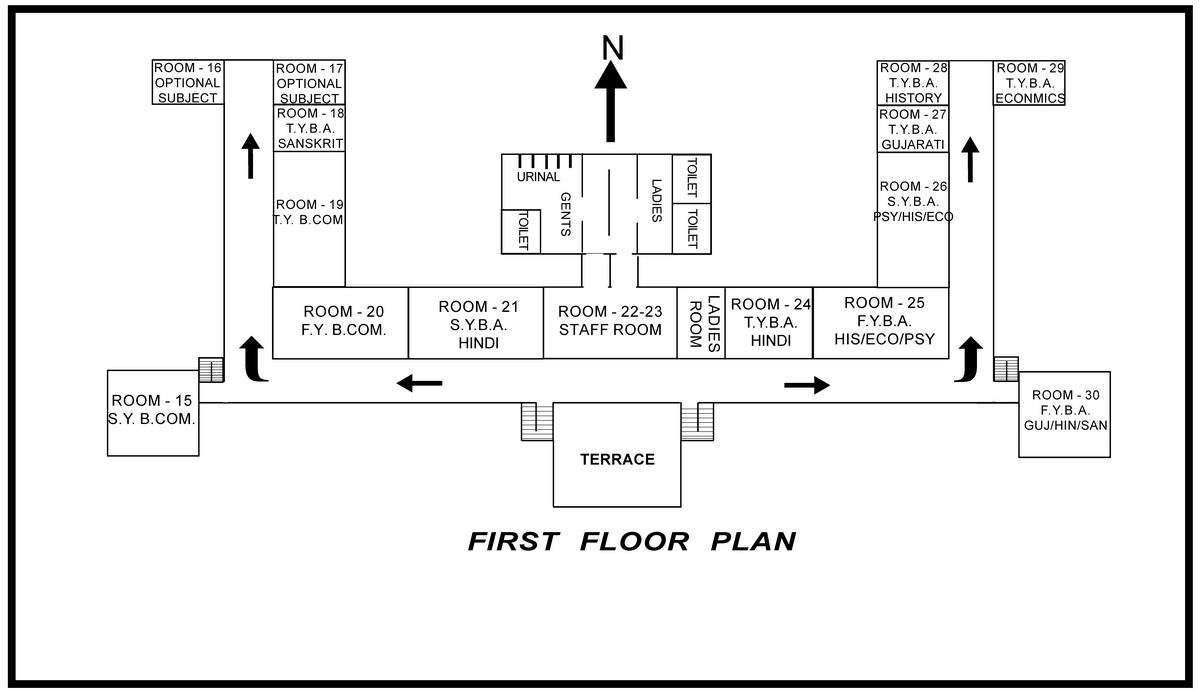 N
ROOM - 16
OPTIONAL
SUBJECT
ROOM - 17
OPTIONAL
SUBJECT
ROOM - 18
T.Y.B.A.
SANSKRIT
ROOM - 19
T.Y. B.COM
URINAL
GENTS
TOILET
LADIES
TOILET
TOILET
ROOM - 28
T.Y.B.A.
HISTORY
ROOM - 29
T.Y.B.A.
ECONMICS
ROOM - 27
T.Y.B.A.
GUJARATI
ROOM - 26
S.Y.B.A.
PSY/HIS/ECO
ROOM - 20
F.Y. B.COM.
ROOM - 21
S.Y.B.A.
HINDI
ROOM - 22-23
STAFF ROOM
LADIES
ROOM
ROOM - 24
T.Y.B.A.
HINDI
ROOM - 25
F.Y.B.A.
HIS/ECO/PSY
ROOM - 15
S.Y. B.COM.
ROOM - 30
F.Y.B.A.
GUJ/HIN/SAN
TERRACE
FIRST FLOOR PLAN